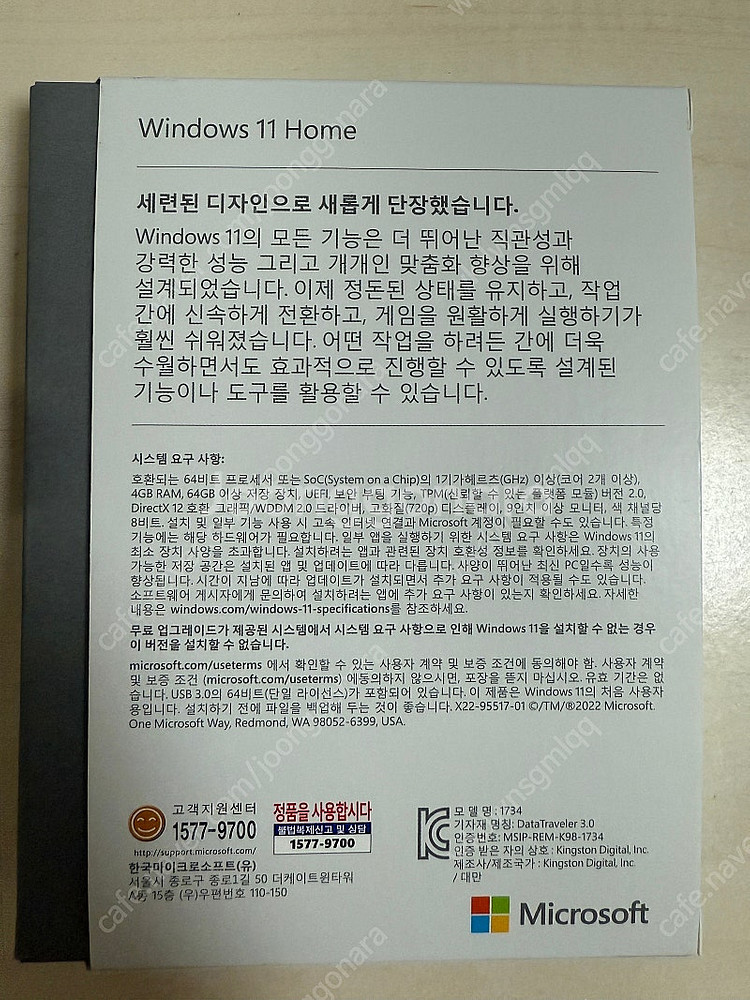 Windows 11 Home
세련된 디자인으로 새롭게 단장했습니다.
Windows 11의 모든 기능은 더 뛰어난 직관성과
강력한 성능 그리고 개개인 맞춤화 향상을 위해
설계되었습니다. 이제 정돈된 상태를 유지하고, 작업
간에 신속하게 전환하고, 게임을 원활하게 실행하기가
훨씬 쉬워졌습니다. 어떤 작업을 하려든 간에 더욱
수월하면서도 효과적으로 진행할 수 있도록 설계된
기능이나 도구를 활용할 수 있습니다.
시스템 요구 사항:
호환되는 64비트 프로세서 또는 SoC(System on a Chip)의 1기가헤르츠(GHz) 이상(코어 2개 이상),
4GB RAM, 64GB 이상 저장 장치, UEFI, 보안 부팅 기능, TPM(신뢰할 수 있는 플랫폼 모듈) 버전 2.0,
DirectX 12 호환 그래픽/WDDM 2.0 드라이버, 고화질(720p) 디스플레이, 9인치 이상 모니터, 색 채널당
8비트. 설치 및 일부 기능 사용 시 고속 인터넷 연결과 Microsoft 계정이 필요할 수도 있습니다. 특정
기능에는 해당 하드웨어가 필요합니다. 일부 앱을 실행하기 위한 시스템 요구 사항은 Windows 11의
최소 장치 사양을 초과합니다. 설치하려는 앱과 관련된 장치 호환성 정보를 확인하세요. 장치의 사용
가능한 저장 공간은 설치된 앱 및 업데이트에 따라 다릅니다. 사양이 뛰어난 최신 PC일수록 성능이
향상됩니다. 시간이 지남에 따라 업데이트가 설치되면서 추가 요구 사항이 적용될 수도 있습니다.
소프트웨어 게시자에게 문의하여 설치하려는 앱에 추가 요구 사항이 있는지 확인하세요. 자세한
내용은 windows.com/windows-11-specifications를 참조하세요.
무료 업그레이드가 제공된 시스템에서 시스템 요구 사항으로 인해 Windows 11을 설치할 수 없는 경우
이 버전을 설치할 수도 없습니다.
microsoft.com/useterms 에서 확인할 수 있는 사용자 계약 및 보증 조건에 동의해야 함. 사용자 계약
및 보증 조건 (microsoft.com/useterms) 에동의하지 않으시면, 포장을 뜯지 마십시오. 유효 기간은 없
습니다. USB 3.0의 64비트(단일 라이선스)가 포함되어 있습니다. 이 제품은 Windows 11의 처음 사용자
용입니다. 설치하기 전에 파일을 백업해 두는 것이 좋습니다. X22-95517-01 ©/TM/®2022 Microsoft.
One Microsoft Way, Redmond, WA 98052-6399, USA.
고객지원센터
1577-9700
http://support.microsoft.com/
정품을 사용합시다
불법복제신고 및 상담
1577-9700
한국마이크로소프트(유)
서울시 종로구 종로1길 50 더케이트윈타워
A동 15층 (우)우편번호 110-150
모 델 명 : 1734
기자재 명칭: DataTraveler 3.0
인증번호: MSIP-REM-K98-1734
인증 받은 자의 상호 : Kingston Digital, Inc.
제조사/제조국가 : Kingston Digital, Inc.
/ 대만
Microsoft